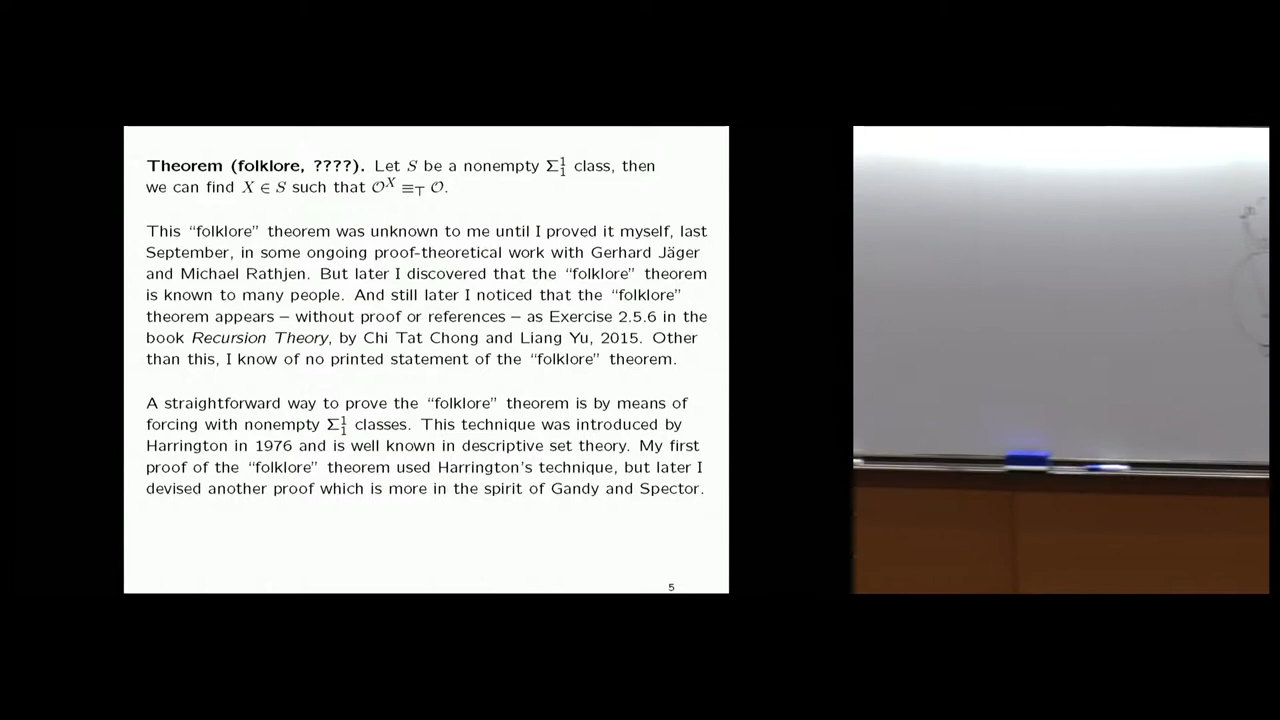 Theorem (folklore, ????). Let S be a nonempty Σ¹₁ class, then
we can find X ∈ S such that 𝒪^X ≡_T 𝒪.
This “folklore” theorem was unknown to me until I proved it myself, last
September, in some ongoing proof-theoretical work with Gerhard Jäger
and Michael Rathjen. But later I discovered that the “folklore” theorem
is known to many people. And still later I noticed that the “folklore”
theorem appears – without proof or references – as Exercise 2.5.6 in the
book Recursion Theory, by Chi Tat Chong and Liang Yu, 2015. Other
than this, I know of no printed statement of the “folklore” theorem.
A straightforward way to prove the “folklore” theorem is by means of
forcing with nonempty Σ¹₁ classes. This technique was introduced by
Harrington in 1976 and is well known in descriptive set theory. My first
proof of the “folklore” theorem used Harrington’s technique, but later I
devised another proof which is more in the spirit of Gandy and Spector.
5